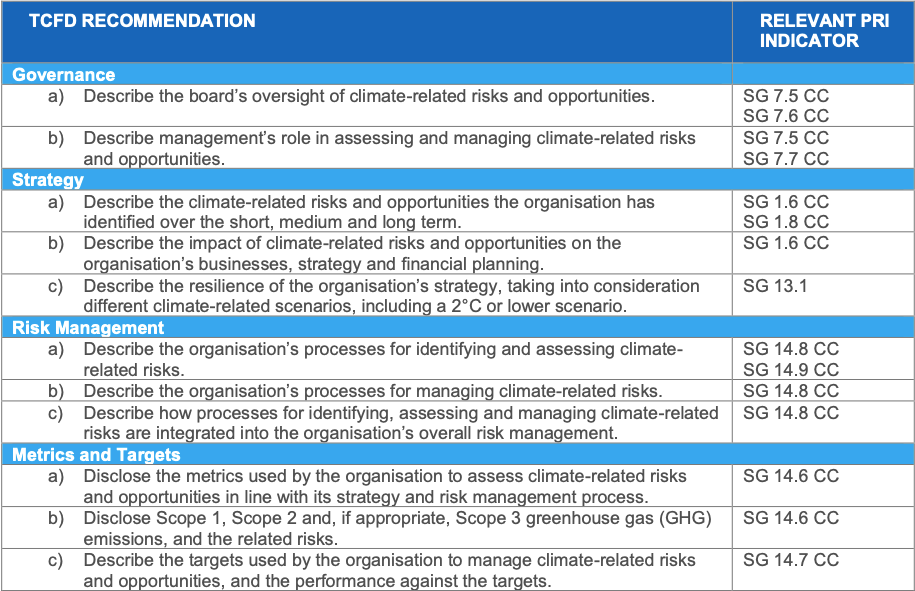 TCFD RECOMMENDATION
RELEVANT PRI
INDICATOR
Governance
a) Describe the board’s oversight of climate-related risks and opportunities.
SG 7.5 CC
SG 7.6 CC
b) Describe management’s role in assessing and managing climate-related risks
and opportunities.
SG 7.5 CC
SG 7.7 CC
Strategy
a) Describe the climate-related risks and opportunities the organisation has
identified over the short, medium and long term.
SG 1.6 CC
SG 1.8 CC
b) Describe the impact of climate-related risks and opportunities on the
organisation’s businesses, strategy and financial planning.
SG 1.6 CC
c) Describe the resilience of the organisation’s strategy, taking into consideration
different climate-related scenarios, including a 2°C or lower scenario.
SG 13.1
Risk Management
a) Describe the organisation’s processes for identifying and assessing climate-
related risks.
SG 14.8 CC
SG 14.9 CC
b) Describe the organisation’s processes for managing climate-related risks.
SG 14.8 CC
c) Describe how processes for identifying, assessing and managing climate-related
risks are integrated into the organisation’s overall risk management.
SG 14.8 CC
Metrics and Targets
a) Disclose the metrics used by the organisation to assess climate-related risks
and opportunities in line with its strategy and risk management process.
SG 14.6 CC
b) Disclose Scope 1, Scope 2 and, if appropriate, Scope 3 greenhouse gas (GHG)
emissions, and the related risks.
SG 14.6 CC
c) Describe the targets used by the organisation to manage climate-related risks
and opportunities, and the performance against the targets.
SG 14.7 CC